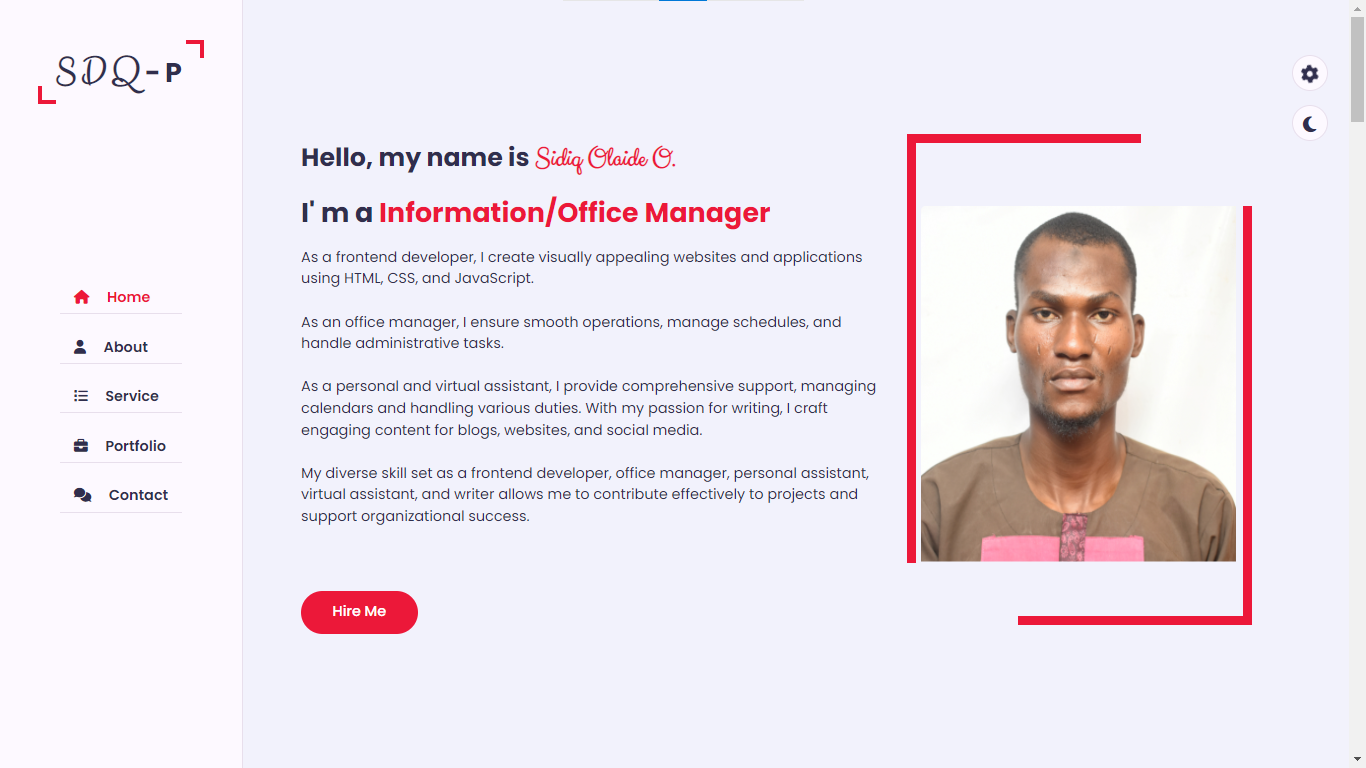 SDQ- P
Home
About
Service
Portfolio
Contact
Hello, my name is Sidiq Olaide O.
I' m a Information/Office Manager
As a frontend developer, I create visually appealing websites and applications
using HTML, CSS, and JavaScript.
As an office manager, I ensure smooth operations, manage schedules, and
handle administrative tasks.
As a personal and virtual assistant, I provide comprehensive support, managing
calendars and handling various duties. With my passion for writing, I craft
engaging content for blogs, websites, and social media.
My diverse skill set as a frontend developer, office manager, personal assistant,
virtual assistant, and writer allows me to contribute effectively to projects and
support organizational success.
Hire Me